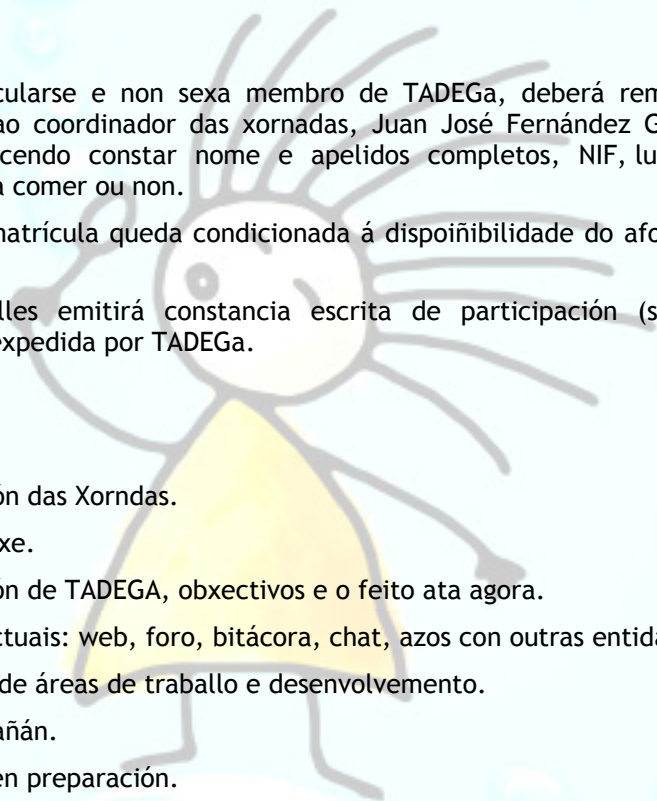 cularse e non sexa membro de TADEGa, deberá rem
ao coordinador das xornadas, Juan José Fernández G
cendo constar nome e apelidos completos, NIF, lu
a comer ou non.
matrícula queda condicionada á dispoiñibilidade do afo
lles emitirá constancia escrita de participación (s
expedida por TADEGa.
ón das Xorndas.
xe.
ón de TADEGA, obxectivos e o feito ata agora.
ctuais: web, foro, bitácora, chat, azos con outras entida
de áreas de traballo e desenvolvemento.
añán.
en preparación.